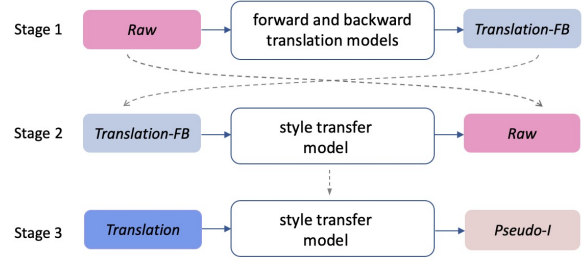 Stage 1
Raw
forward and backward
translation models
Translation-FB
Stage 2
Translation-FB
style transfer
model
Raw
Stage 3
Translation
style transfer
model
Pseudo-I